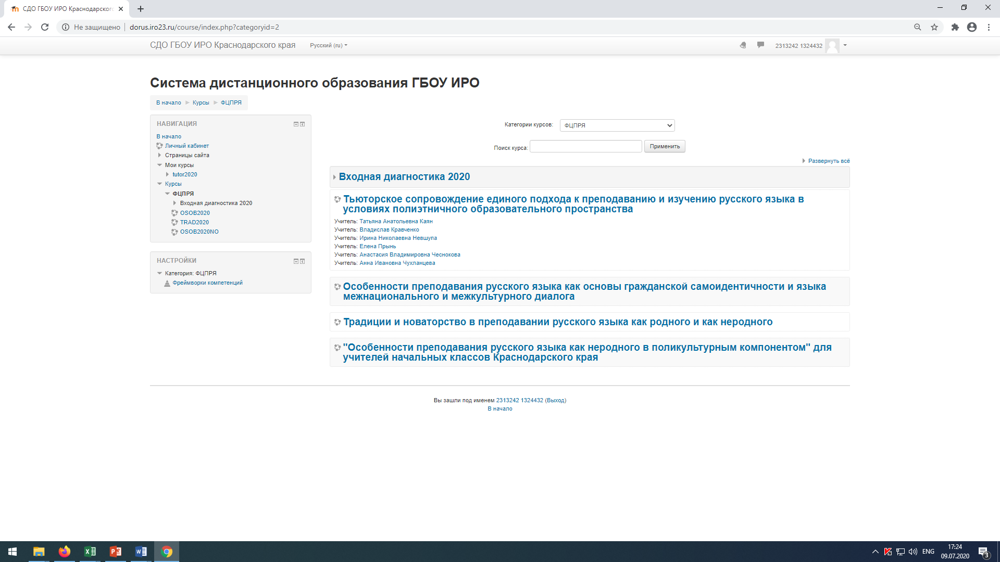 СДО ГБОУ ИРО Краснодарского
Не защищено
dorus.iro23.ru/course/index.php?categoryid=2
СДО ГБОУ ИРО Краснодарского края
Русский (ru)
2313242 1324432
Система дистанционного образования ГБОУ ИРО
В начало
Курсы
ФЦПРЯ
НАВИГАЦИЯ
В начало
Личный кабинет
Страницы сайта
Мои курсы
tutor2020
Курсы
ФЦПРЯ
Входная диагностика 2020
OSOB2020
TRAD2020
OSOB2020NO
НАСТРОЙКИ
Категория: ФЦПРЯ
Фреймворки компетенций
Категории курсов:
ФЦПРЯ
Поиск курса:
Применить
Развернуть всё
Входная диагностика 2020
Тьюторское сопровождение единого подхода к преподаванию и изучению русского языка в
условиях полиэтничного образовательного пространства
Учитель: Татьяна Анатольевна Каян
Учитель: Владислав Кравченко
Учитель: Ирина Николаевна Невшупа
Учитель: Елена Прынь
Учитель: Анастасия Владимировна Чеснокова
Учитель: Анна Ивановна Чухланцева
Особенности преподавания русского языка как основы гражданской самоидентичности и языка
межнационального и межкультурного диалога
Традиции и новаторство в преподавании русского языка как родного и как неродного
"Особенности преподавания русского языка как неродного в поликультурным компонентом" для
учителей начальных классов Краснодарского края
Вы зашли под именем 2313242 1324432 (Выход)
В начало
ENG
17:24
09.07.2020
3